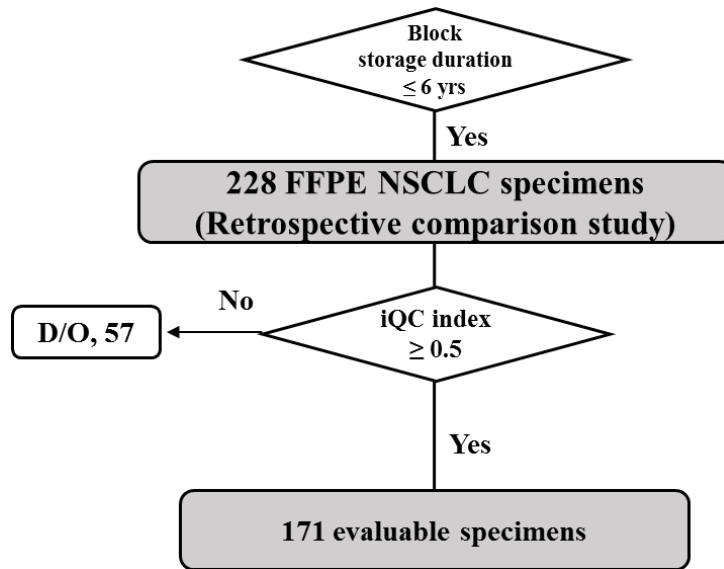 Block
storage duration
≤ 6 yrs
Yes
228 FFPE NSCLC specimens
(Retrospective comparison study)
No
D/O, 57
iQC index
≥ 0.5
Yes
171 evaluable specimens